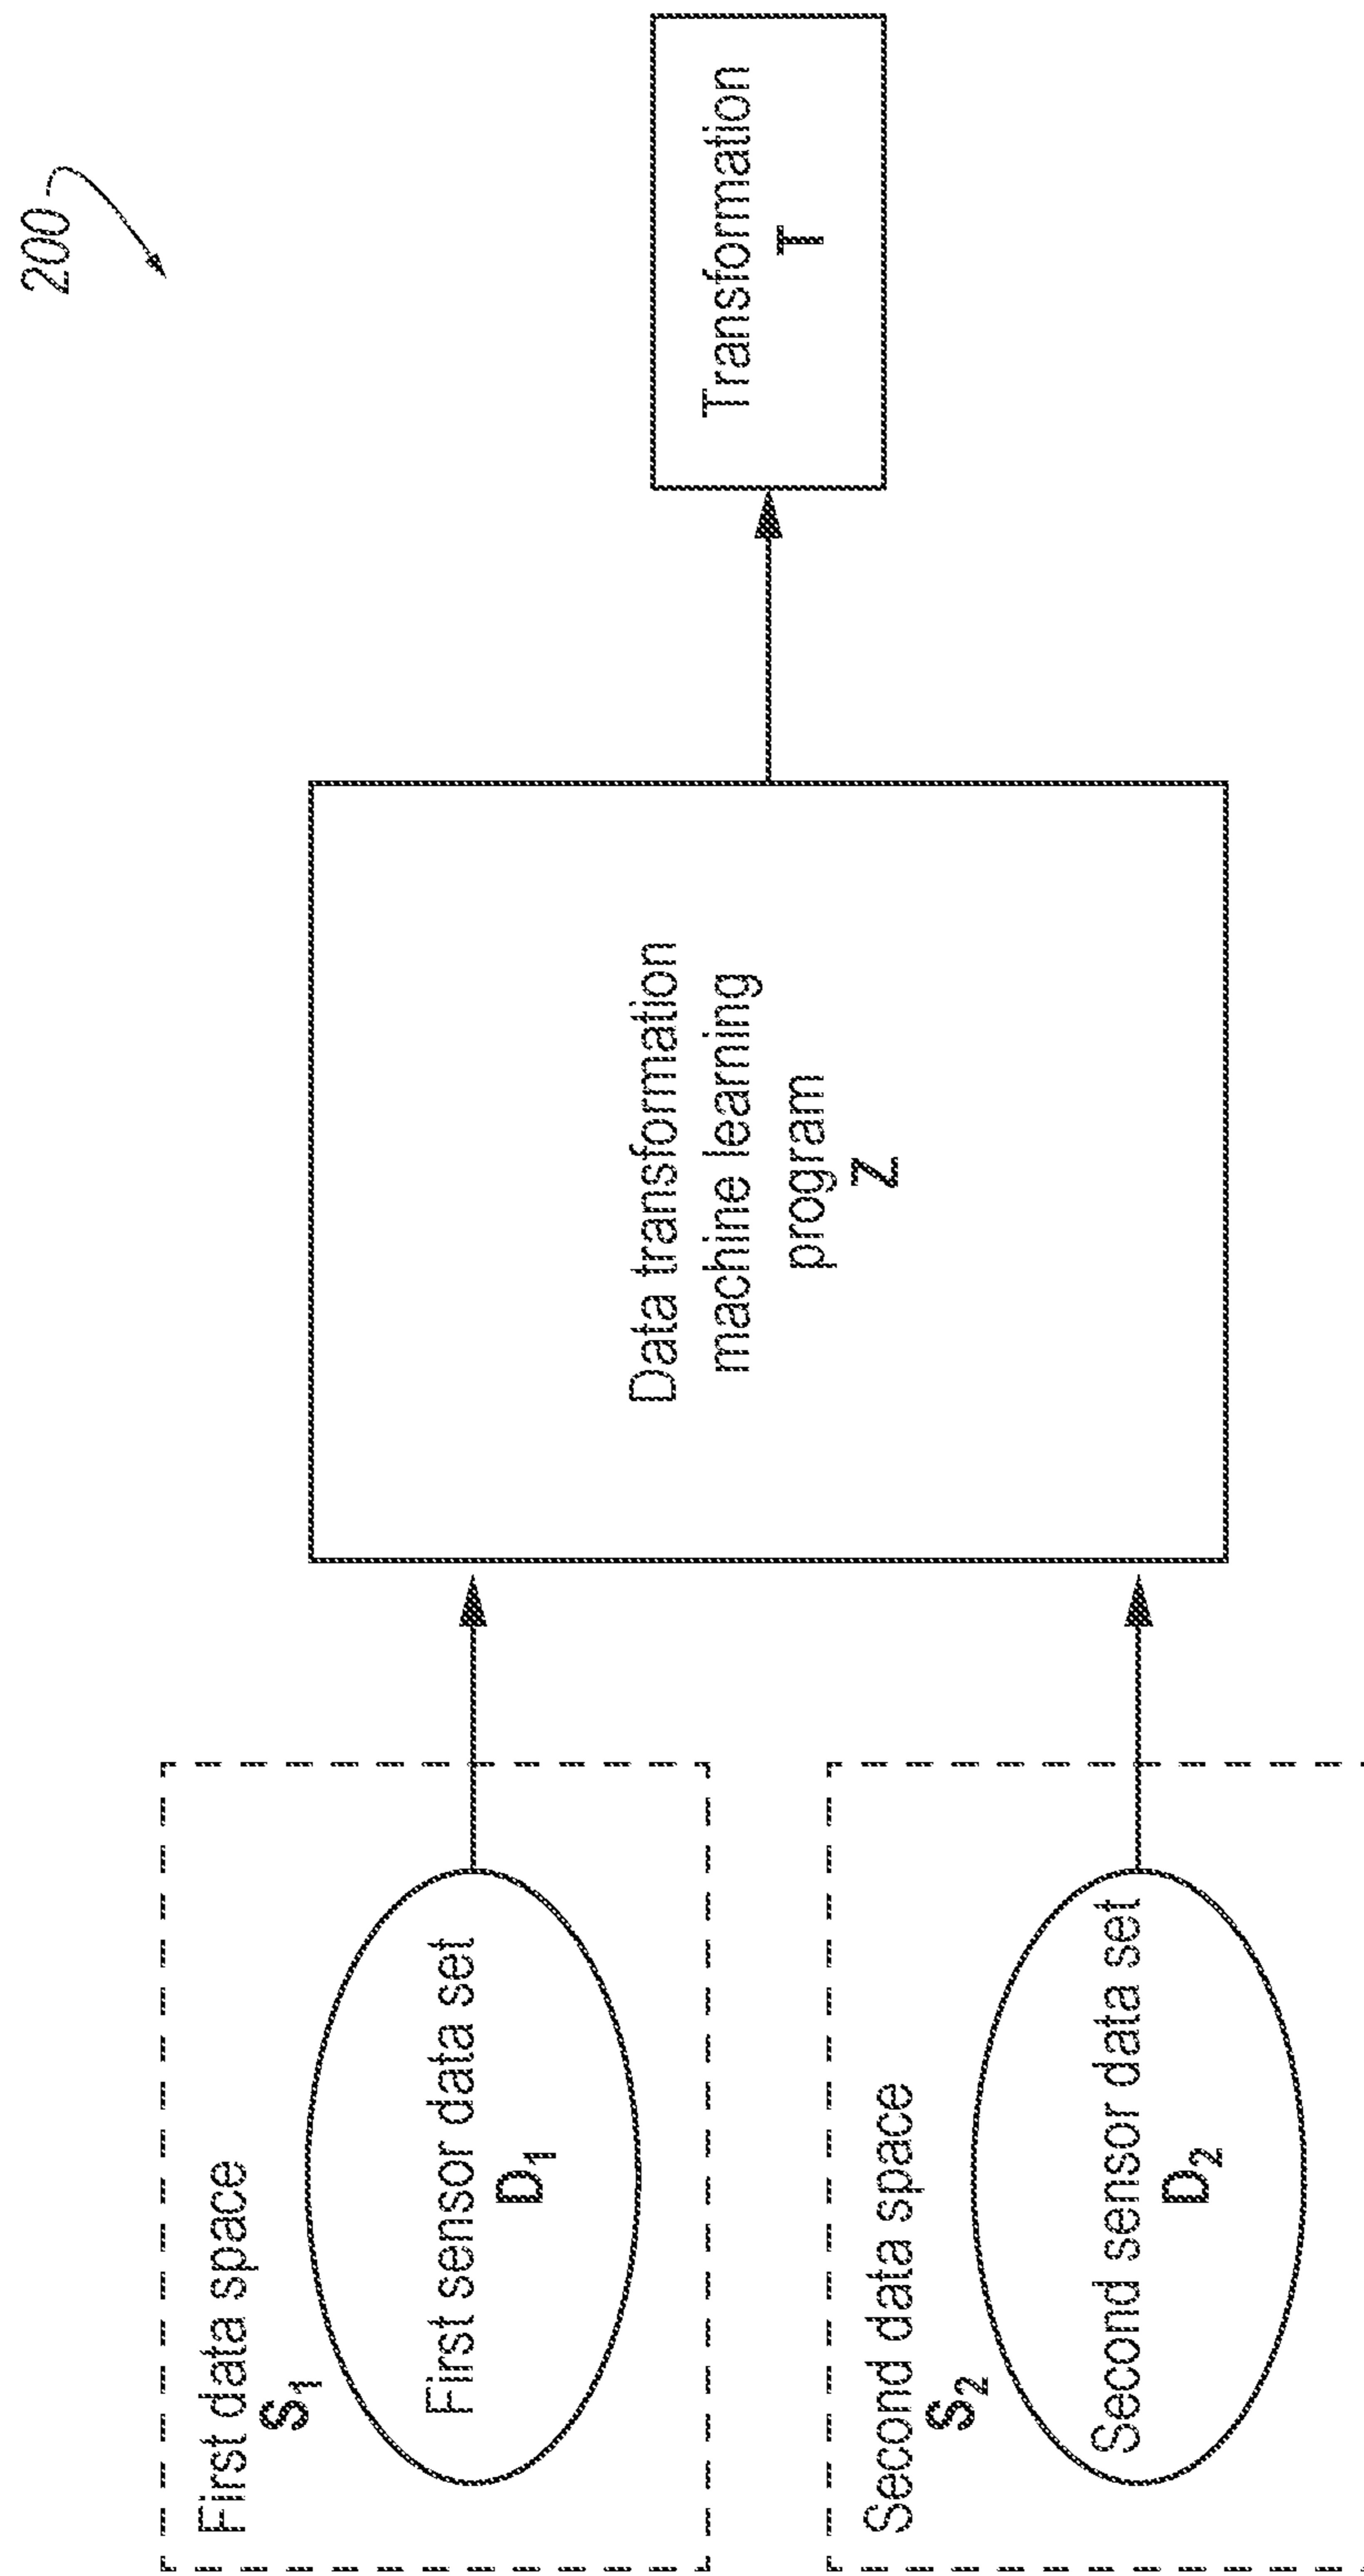 200
First data space
S₁
First sensor data set
D₁
Second data space
S₂
Second sensor data set
D₂
Data transformation
machine learning
program
Z
Transformation
T